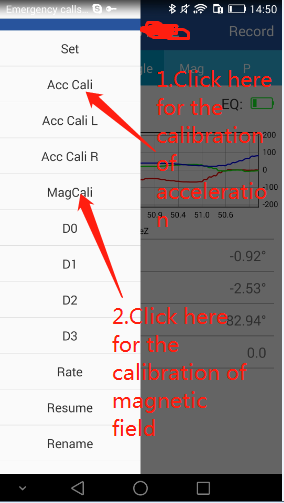 Emergency calls... 14:50
Record
Set
Acc Cali
gle Mag P
Acc Cali L
EQ:
Acc Cali R
200
100
0
-100
-200
MagCali
50.9 50.4 51.0 50.6
eZ
D0
D1
-0.92°
D2
-2.53°
D3
82.94°
Rate
0.0
Resume
Rename
1.Click here
for the
calibration
of
acceleratio
n
2.Click here
for the
calibration of
magnetic
field